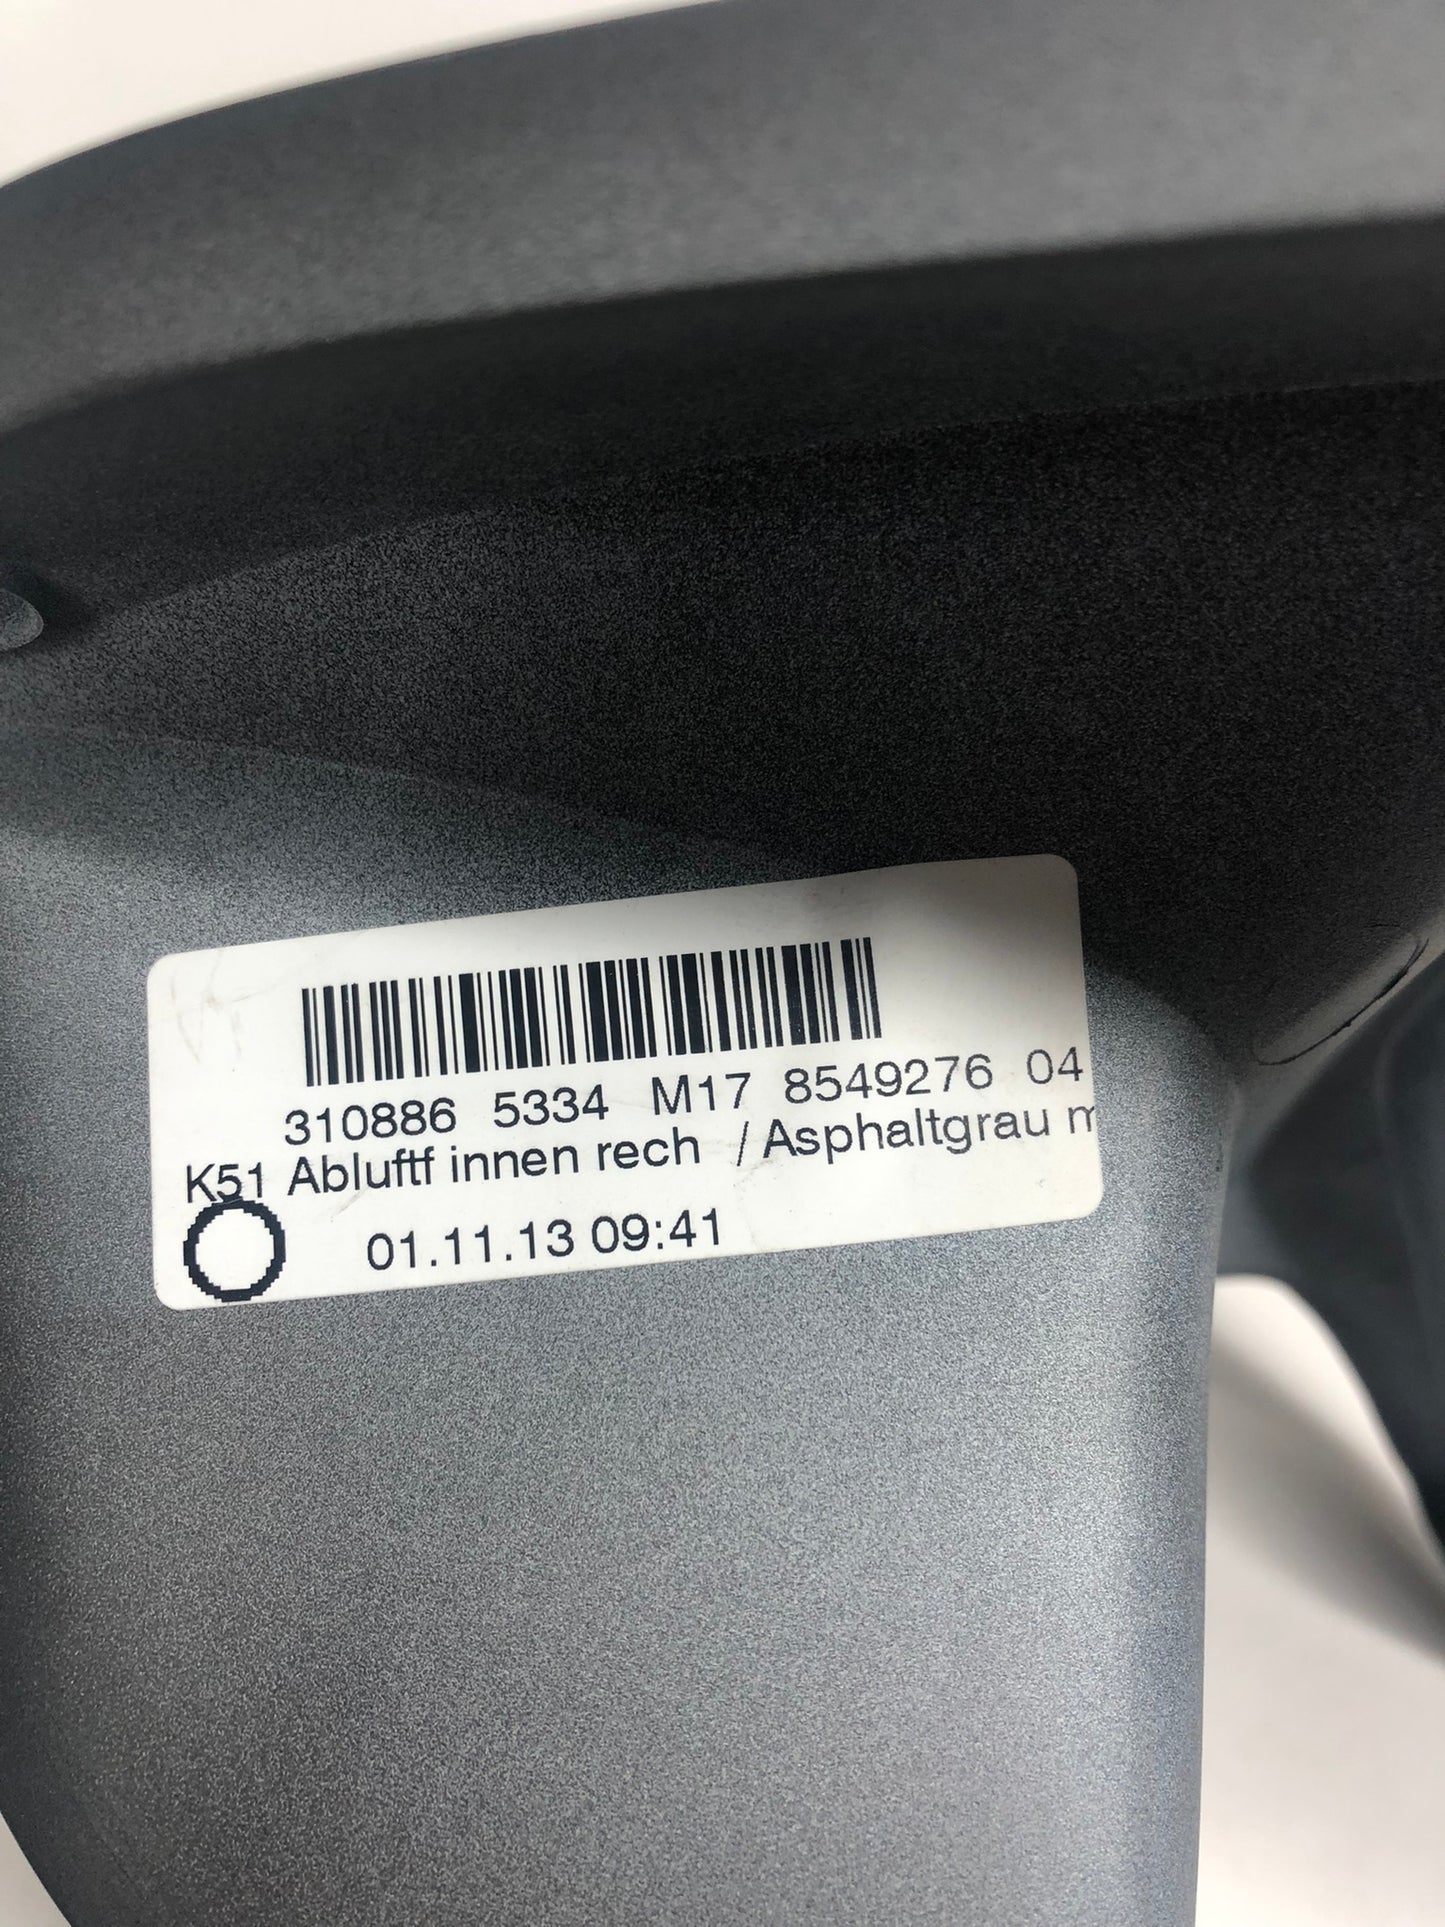 310886 5334 M17 8549276 04
K51 Abluftf innen rech / Asphaltgrau m
01.11.13 09:41